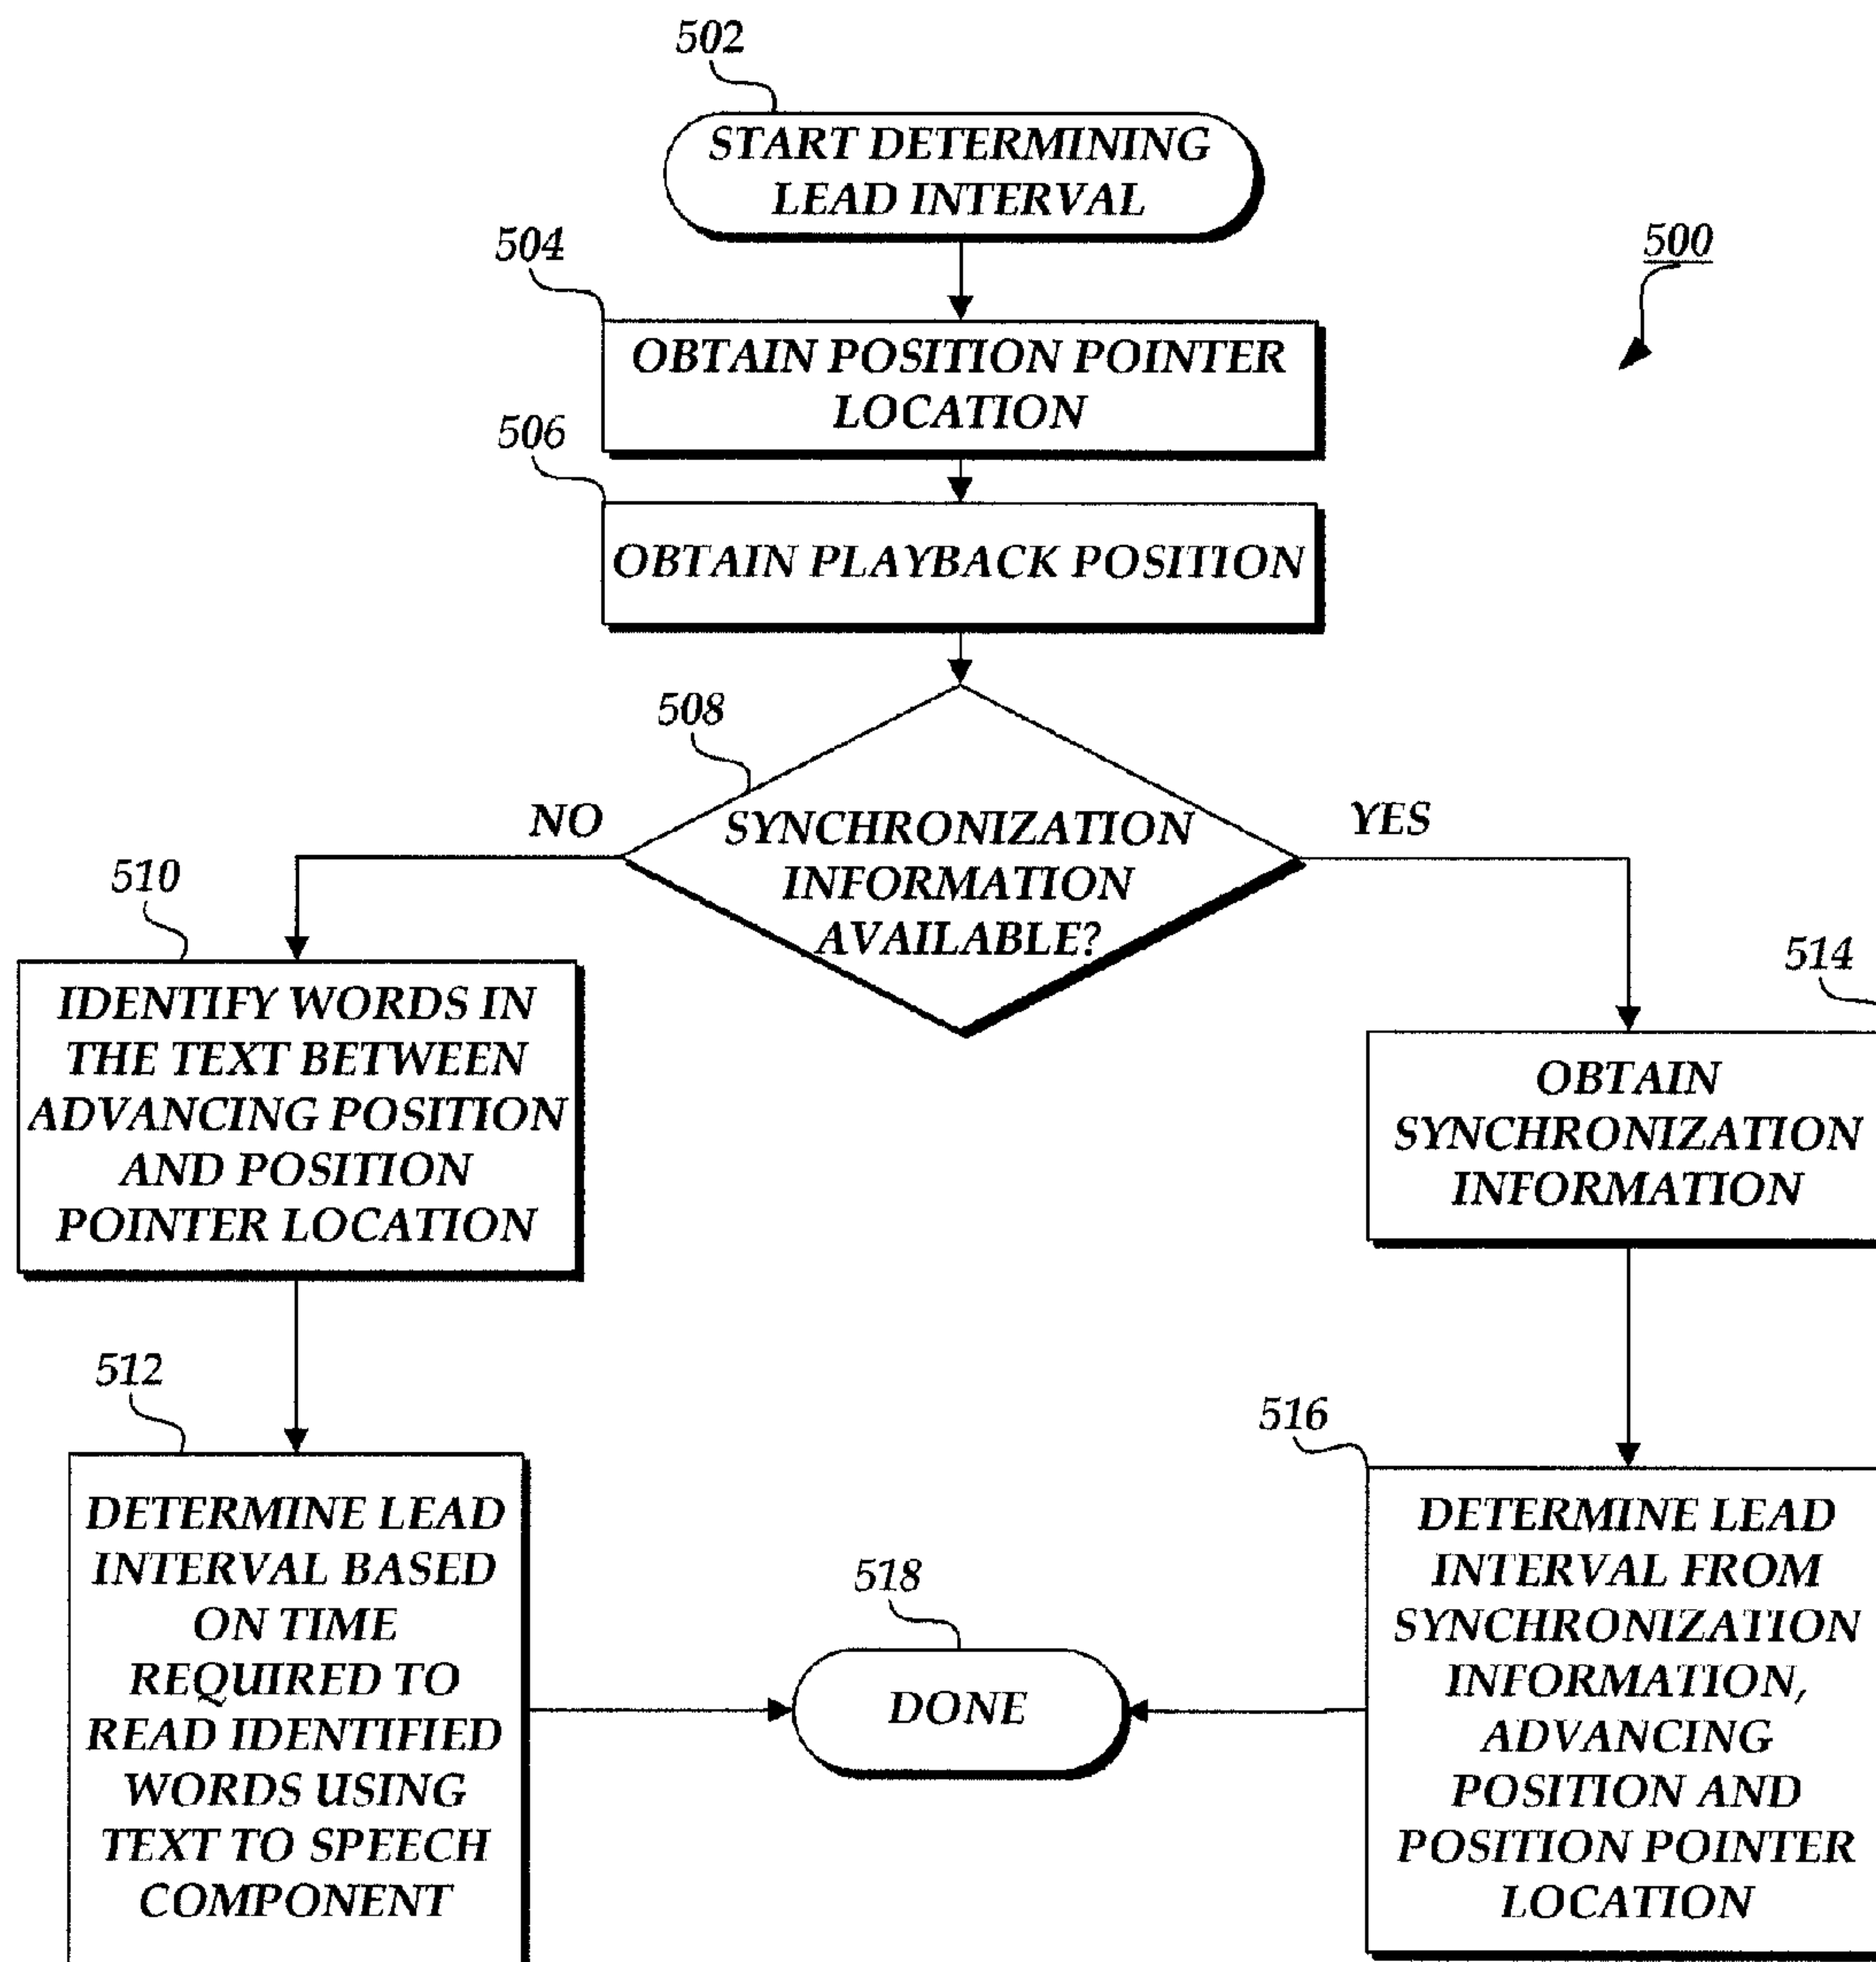 502
START DETERMINING
LEAD INTERVAL
504
500
OBTAIN POSITION POINTER
LOCATION
506
OBTAIN PLAYBACK POSITION
508
NO
YES
SYNCHRONIZATION
INFORMATION
AVAILABLE?
510
IDENTIFY WORDS IN
THE TEXT BETWEEN
ADVANCING POSITION
AND POSITION
POINTER LOCATION
514
OBTAIN
SYNCHRONIZATION
INFORMATION
512
DETERMINE LEAD
INTERVAL BASED
ON TIME
REQUIRED TO
READ IDENTIFIED
WORDS USING
TEXT TO SPEECH
COMPONENT
516
DETERMINE LEAD
INTERVAL FROM
SYNCHRONIZATION
INFORMATION,
ADVANCING
POSITION AND
POSITION POINTER
LOCATION
518
DONE